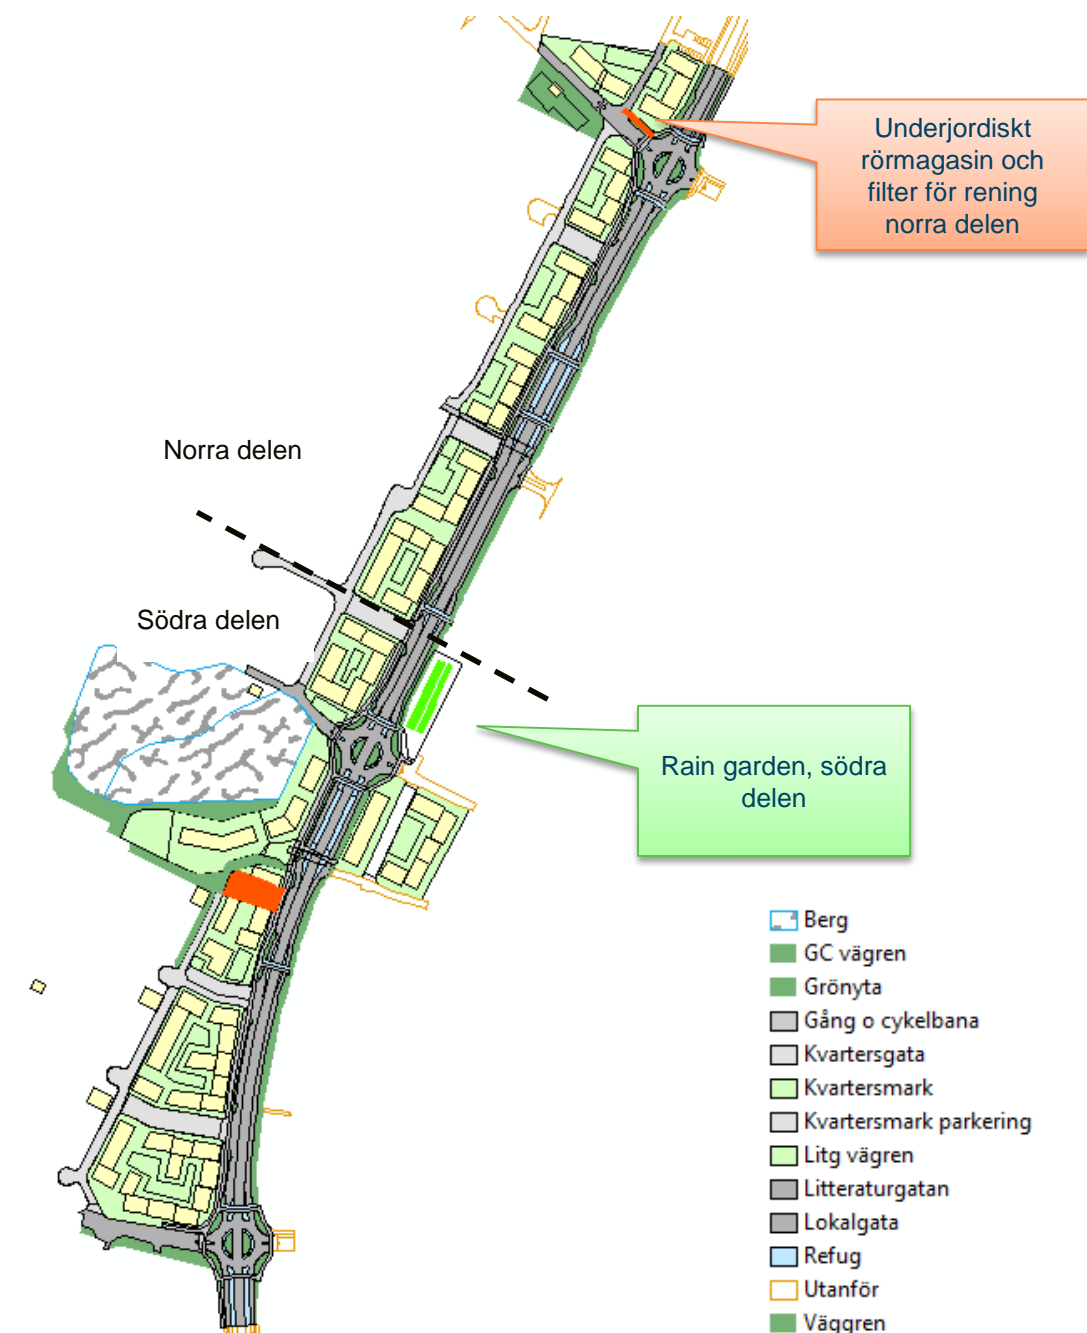 Underjordiskt
rörmagasin och
filter för rening
norra delen
Norra delen
Södra delen
Rain garden, södra
delen
Berg
GC vägren
Grönyta
Gång o cykelbana
Kvartersgata
Kvartersmark
Kvartersmark parkering
Litg vägren
Litteraturgatan
Lokalgata
Refug
Utanför
Väggren